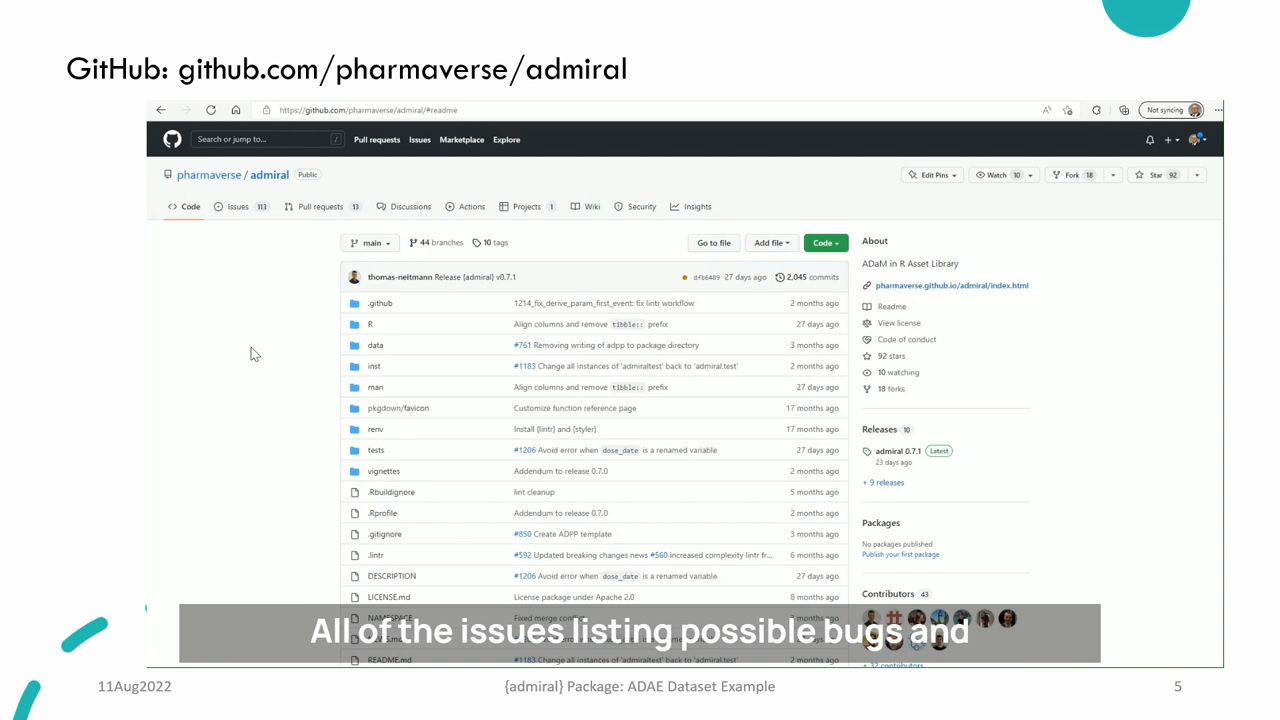 GitHub: github.com/pharmaverse/admiral
https://github.com/pharmaverse/admiral/#readme
Not syncing
Search or jump to... /
Pull requests Issues Marketplace Explore
pharmaverse / admiral Public
Edit Pins Watch 10 Fork 18 Star 92
Code Issues 113 Pull requests 13 Discussions Actions Projects 1 Wiki Security Insights
main 44 branches 10 tags Go to file Add file Code
thomas-neitmann Release {admiral} v0.7.1 dfb6489 27 days ago 2,045 commits
.github 1214_fix_derive_param_first_event: fix lintr workflow 2 months ago
R Align columns and remove tibble:: prefix 27 days ago
data #761 Removing writing of adpp to package directory 3 months ago
inst #1183 Change all instances of 'admiraltest' back to 'admiral.test' 2 months ago
man Align columns and remove tibble:: prefix 27 days ago
pkgdown/favicon Customize function reference page 17 months ago
renv Install {lintr} and {styler} 17 months ago
tests #1206 Avoid error when dose_date is a renamed variable 27 days ago
vignettes Addendum to release 0.7.0 2 months ago
.Rbuildignore lint cleanup 5 months ago
.Rprofile Addendum to release 0.7.0 2 months ago
.gitignore #850 Create ADPP template 3 months ago
.lintr #592 Updated breaking changes news #560 increased complexity lintr fr... 6 months ago
DESCRIPTION #1206 Avoid error when dose_date is a renamed variable 27 days ago
LICENSE.md License package under Apache 2.0 8 months ago
NAMESPACE Fixed merge conflict
README.md #1183 Change all instances of 'admiraltest' back to 'admiral.test' 2 months ago
About
ADaM in R Asset Library
pharmaverse.github.io/admiral/index.html
Readme
View license
Code of conduct
92 stars
10 watching
18 forks
Releases 10
admiral 0.7.1 Latest
23 days ago
+ 9 releases
Packages
No packages published
Publish your first package
Contributors 43
+ 32 contributors
All of the issues listing possible bugs and
11Aug2022 {admiral} Package: ADAE Dataset Example 5